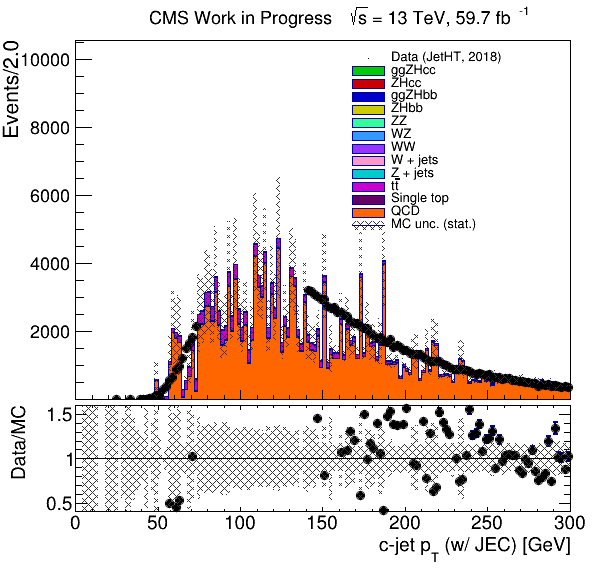 CMS Work in Progress √s = 13 TeV, 59.7 fb⁻¹
Events/2.0
10000
8000
6000
4000
2000
Data (JetHT, 2018)
ggZHcc
ZHcc
ggZHbb
ZHbb
ZZ
WZ
WW
W + jets
Z + jets
tt̄
Single top
QCD
MC unc. (stat.)
Data/MC
1.5
1
0.5
0 50 100 150 200 250 300
c-jet p_T (w/ JEC) [GeV]